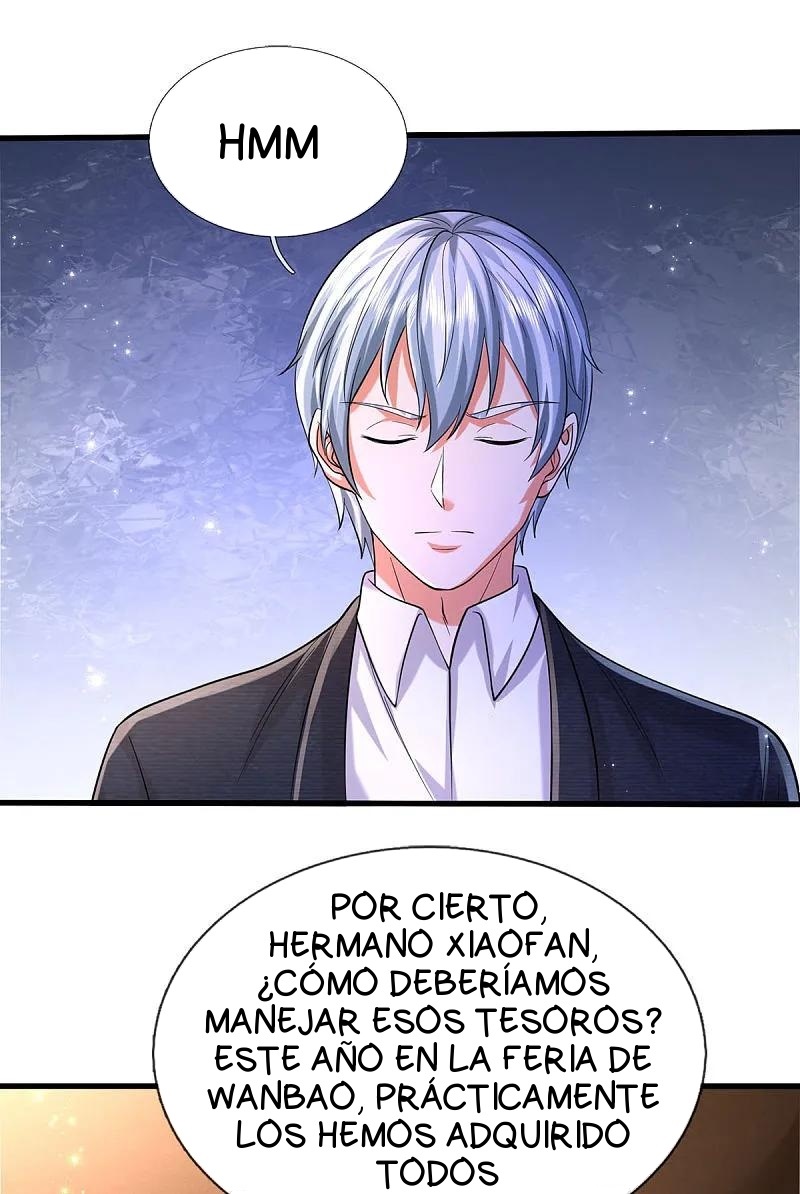 HMM
POR CIERTO,
HERMANO XIAOFAN,
¿CÓMO DEBERÍAMOS
MANEJAR ESOS TESOROS?
ESTE AÑO EN LA FERIA DE
WANBAO, PRÁCTICAMENTE
LOS HEMOS ADQUIRIDO
TODOS